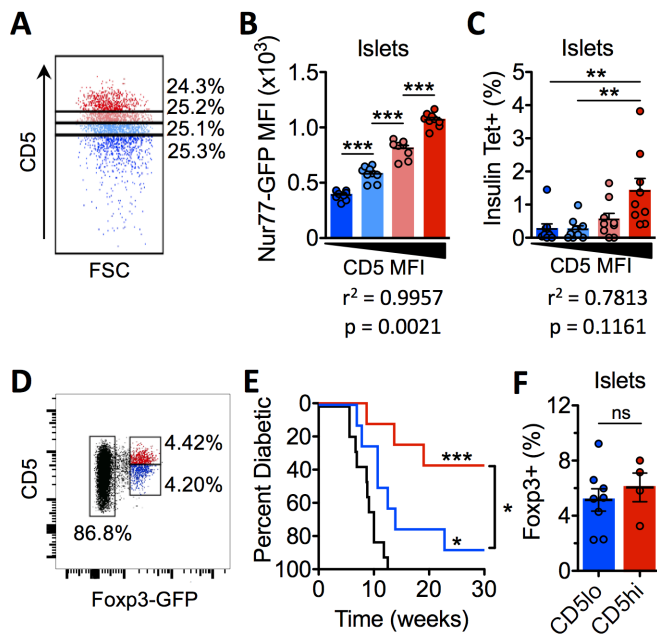 A
CD5
24.3%
25.2%
25.1%
25.3%
FSC
B
Islets
Nur77-GFP MFI (x10³)
1.5
1.0
0.5
0
***
***
***
CD5 MFI
r² = 0.9957
p = 0.0021
C
Islets
Insulin Tet+ (%)
5
4
3
2
1
0
**
**
CD5 MFI
r² = 0.7813
p = 0.1161
D
CD5
4.42%
4.20%
86.8%
Foxp3-GFP
E
Percent Diabetic
0
20
40
60
80
100
***
*
*
0
10
20
30
Time (weeks)
F
Islets
Foxp3+ (%)
12
9
6
3
0
ns
CD5lo
CD5hi